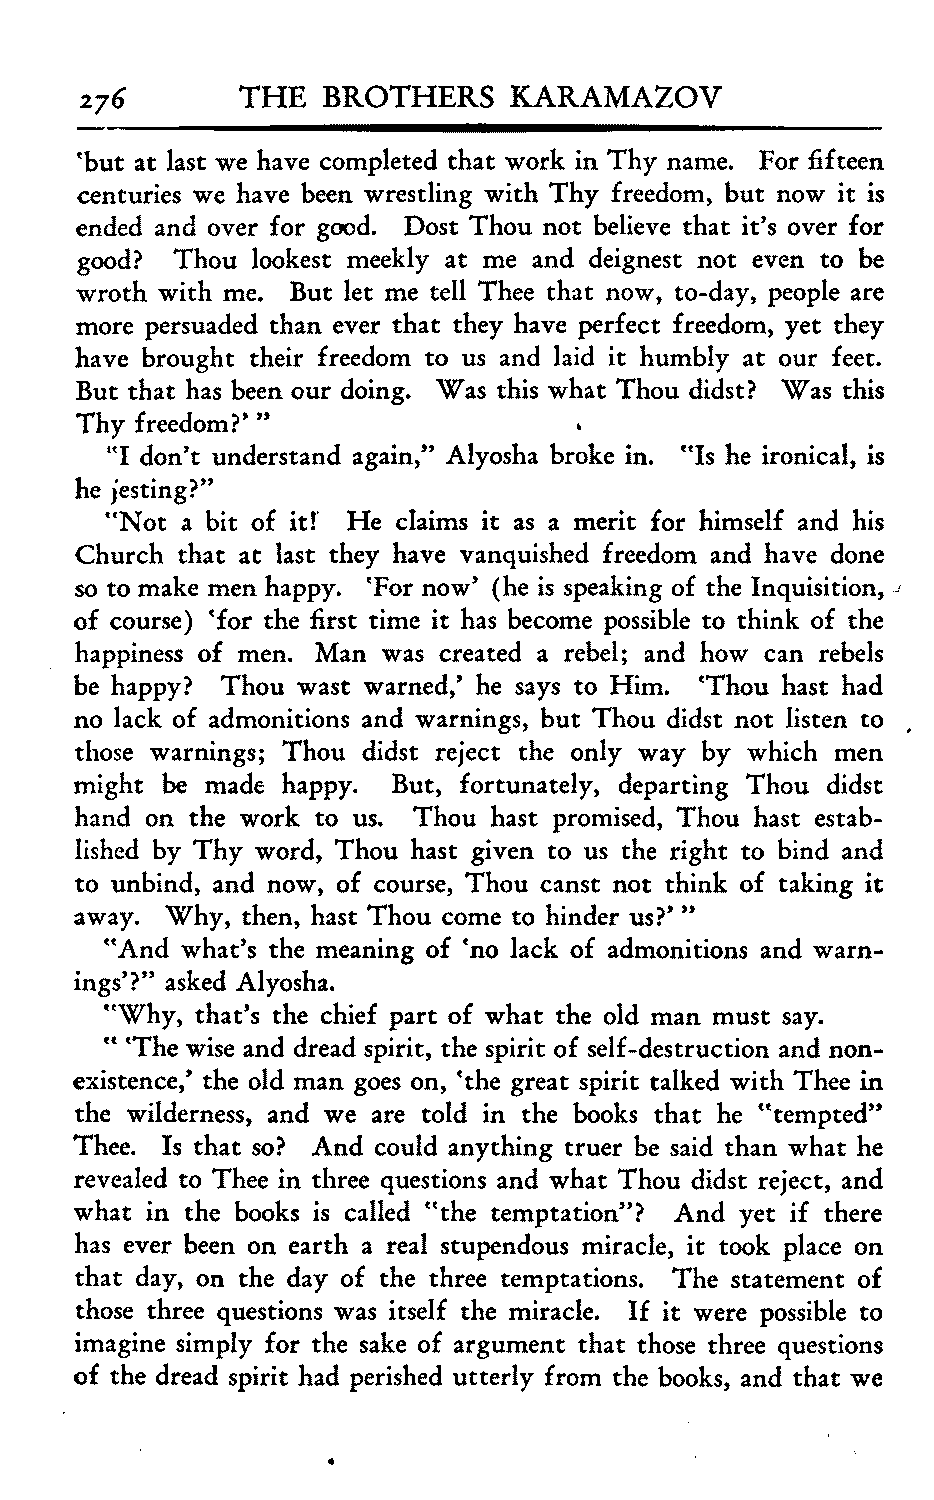 276 THE BROTHERS KARAMAZOV
'but at last we have completed that work in Thy name. For fifteen
centuries we have been wrestling with Thy freedom, but now it is
ended and over for good. Dost Thou not believe that it's over for
good? Thou lookest meekly at me and deignest not even to be
wroth with me. But let me tell Thee that now, to-day, people are
more persuaded than ever that they have perfect freedom, yet they
have brought their freedom to us and laid it humbly at our feet.
But that has been our doing. Was this what Thou didst? Was this
Thy freedom?' "
"I don't understand again," Alyosha broke in. "Is he ironical, is
he jesting?"
"Not a bit of it! He claims it as a merit for himself and his
Church that at last they have vanquished freedom and have done
so to make men happy. 'For now' (he is speaking of the Inquisition,
of course) 'for the first time it has become possible to think of the
happiness of men. Man was created a rebel; and how can rebels
be happy? Thou wast warned,' he says to Him. 'Thou hast had
no lack of admonitions and warnings, but Thou didst not listen to
those warnings; Thou didst reject the only way by which men
might be made happy. But, fortunately, departing Thou didst
hand on the work to us. Thou hast promised, Thou hast estab-
lished by Thy word, Thou hast given to us the right to bind and
to unbind, and now, of course, Thou canst not think of taking it
away. Why, then, hast Thou come to hinder us?' "
"And what's the meaning of 'no lack of admonitions and warn-
ings'?" asked Alyosha.
"Why, that's the chief part of what the old man must say.
" 'The wise and dread spirit, the spirit of self-destruction and non-
existence,' the old man goes on, 'the great spirit talked with Thee in
the wilderness, and we are told in the books that he "tempted"
Thee. Is that so? And could anything truer be said than what he
revealed to Thee in three questions and what Thou didst reject, and
what in the books is called "the temptation"? And yet if there
has ever been on earth a real stupendous miracle, it took place on
that day, on the day of the three temptations. The statement of
those three questions was itself the miracle. If it were possible to
imagine simply for the sake of argument that those three questions
of the dread spirit had perished utterly from the books, and that we